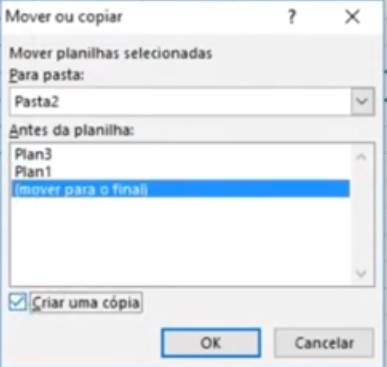 Mover ou copiar ?
Mover planilhas selecionadas
Para pasta:
Pasta2
Antes da planilha:
Plan3
Plan1
(mover para o final)
Criar uma cópia
OK Cancelar